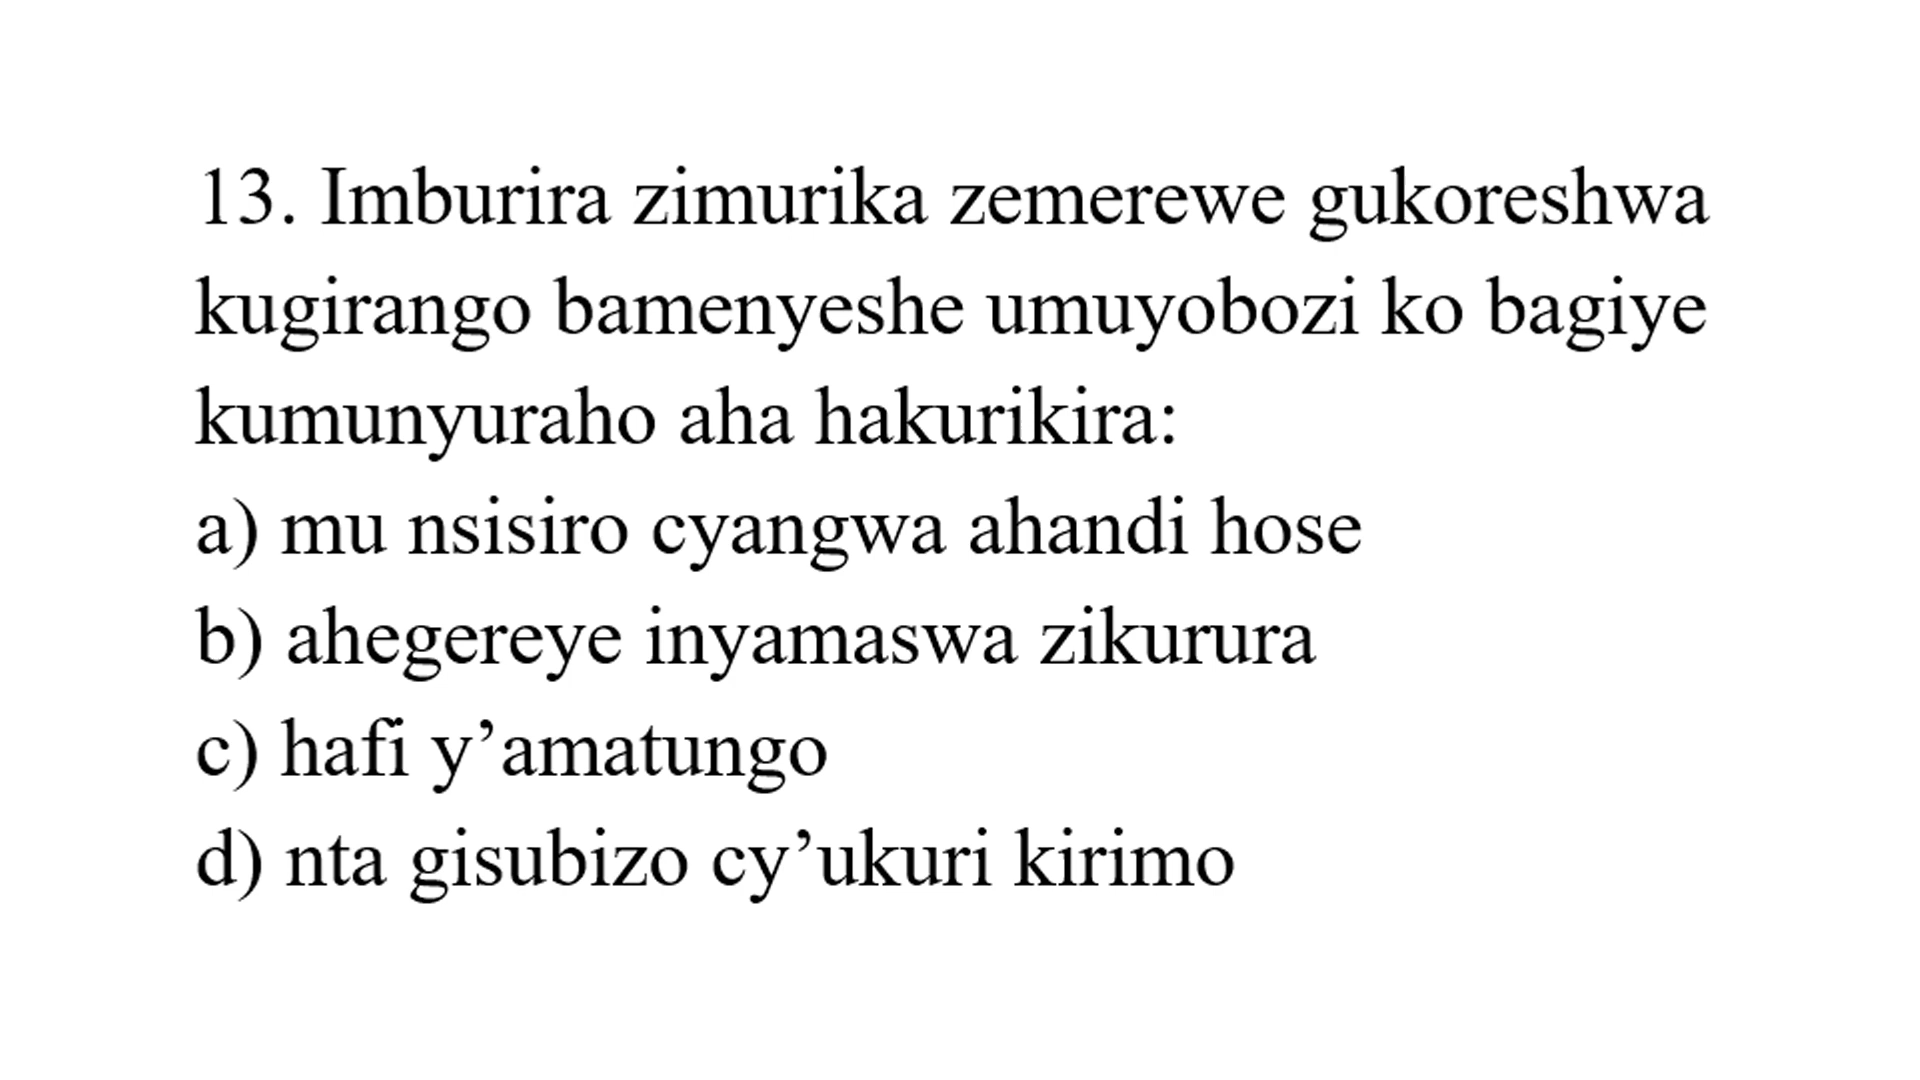 13. Imburira zimurika zemerewe gukoreshwa
kugirango bamenyeshe umuyobozi ko bagiye
kumunyuraho aha hakurikira:
a) mu nsisiro cyangwa ahandi hose
b) ahegereye inyamaswa zikurura
c) hafi y’amatungo
d) nta gisubizo cy’ukuri kirimo